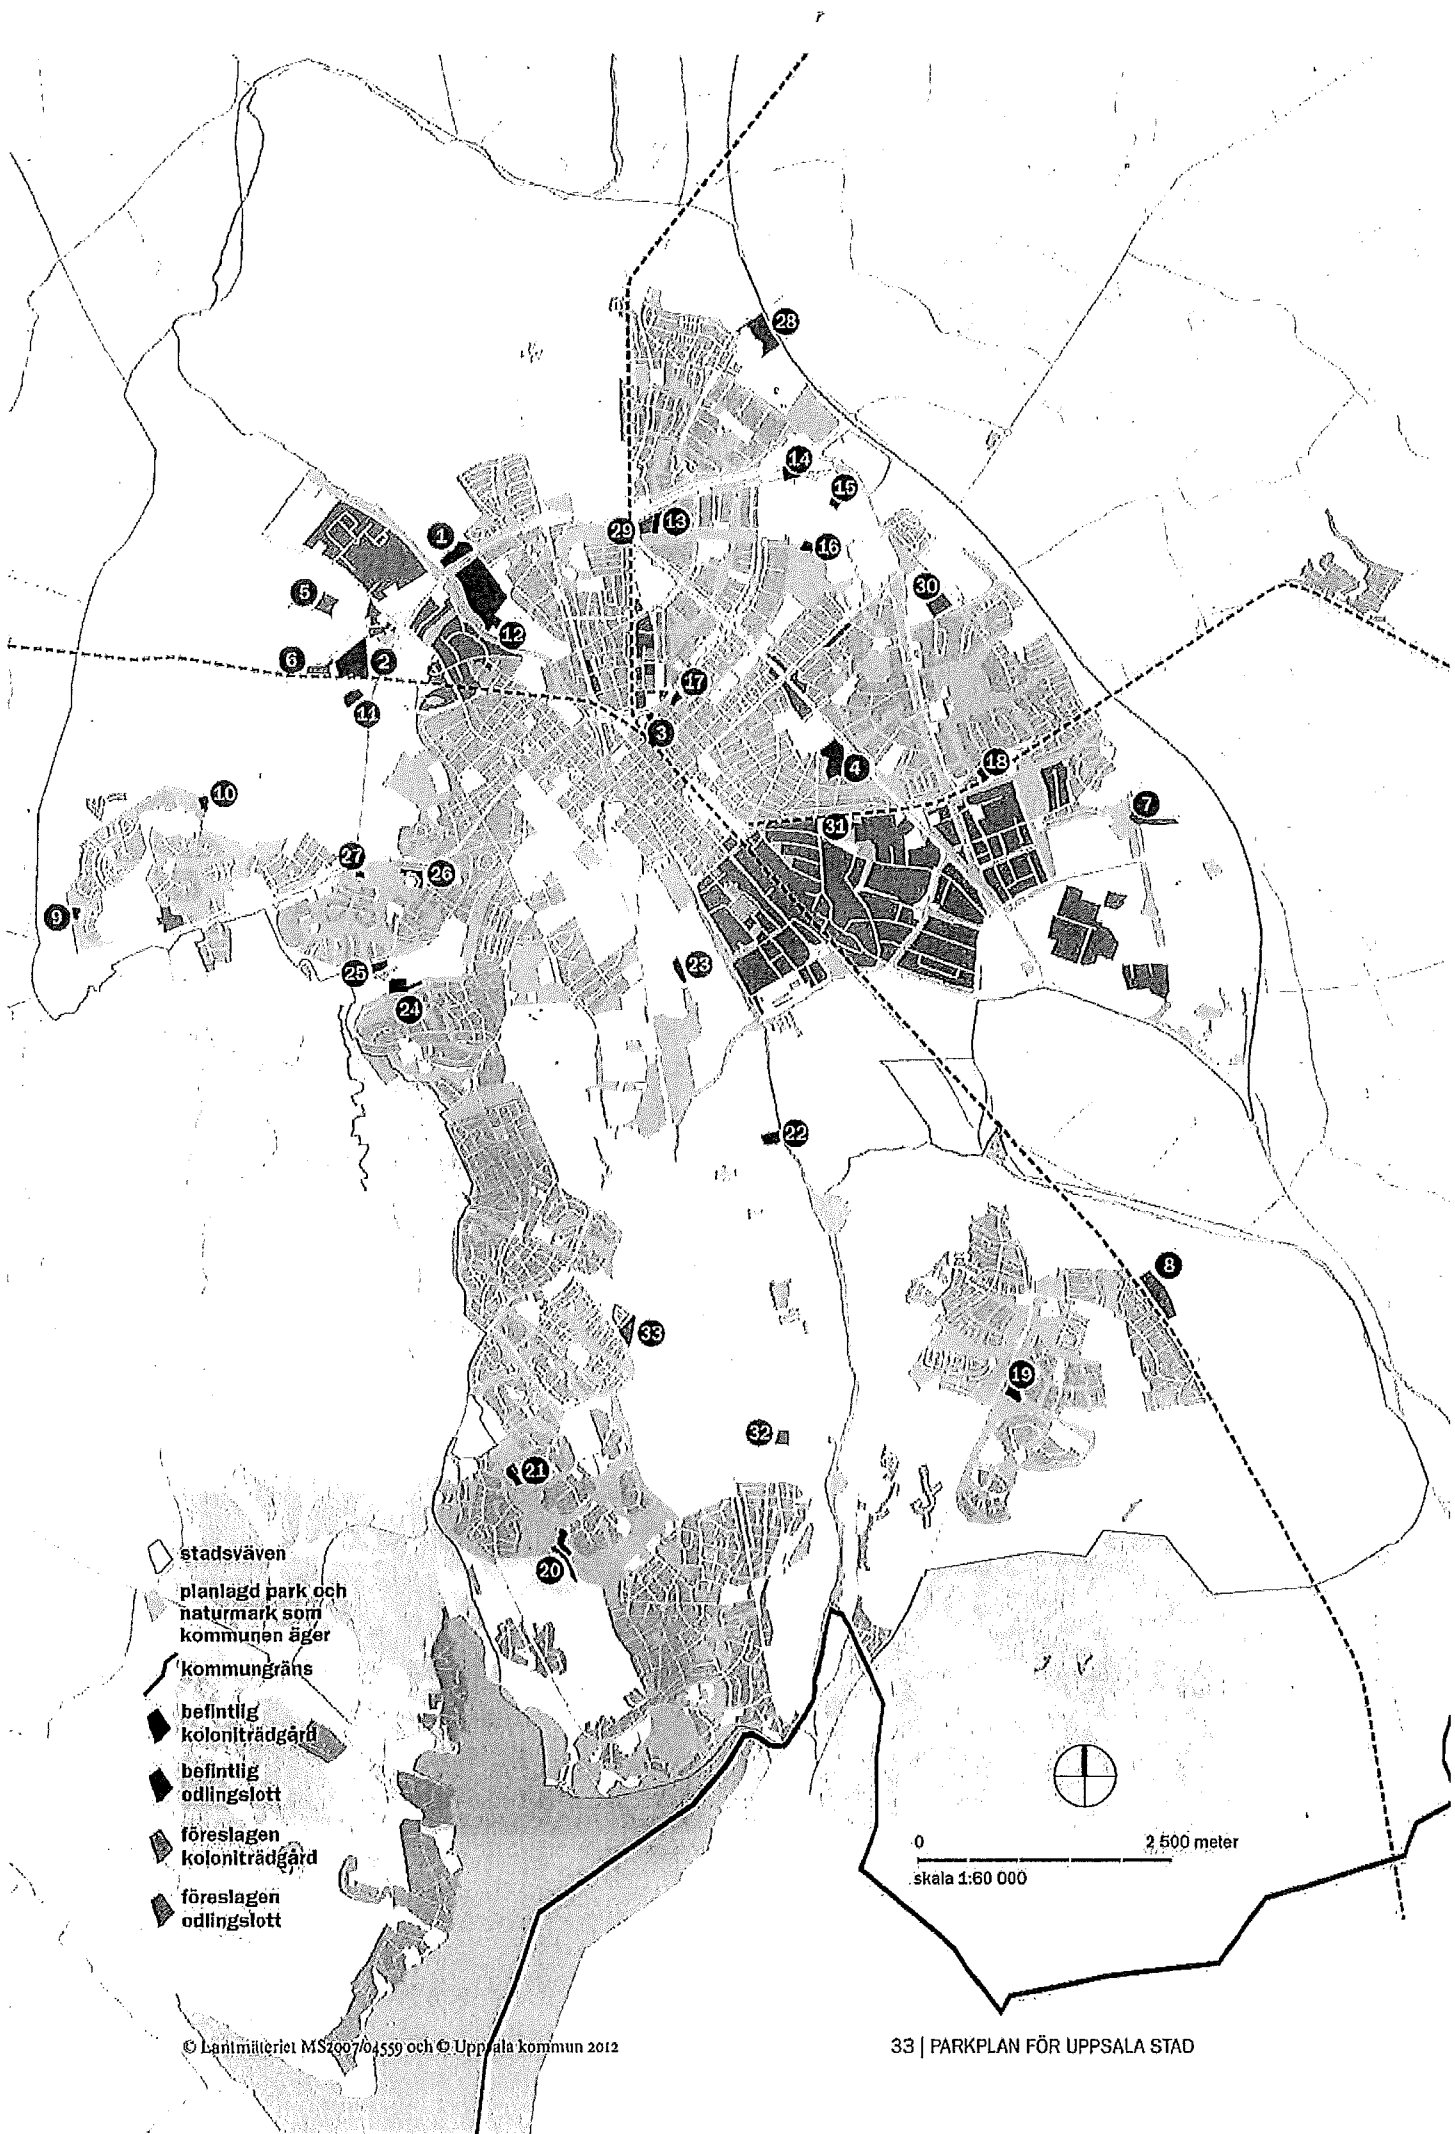 28
14
15
1
29
13
16
5
30
12
6
2
17
11
3
4
18
10
31
7
27
26
9
25
23
24
22
8
33
19
32
21
20
stadsväven
planlagd park och
naturmark som
kommunen äger
kommungräns
befintlig
koloniträdgård
befintlig
odlingslott
föreslagen
koloniträdgård
föreslagen
odlingslott
0 2 500 meter
skala 1:60 000
© Lantmäteriet MS2007/04559 och © Uppsala kommun 2012
33 | PARKPLAN FÖR UPPSALA STAD